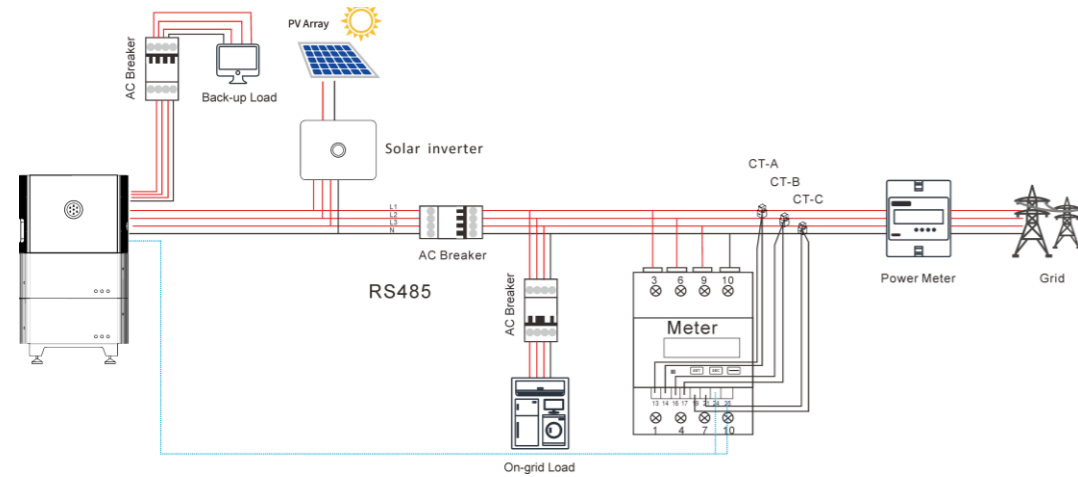 PV Array
AC Breaker
Back-up Load
Solar inverter
CT-A
CT-B
CT-C
L1
L2
L3
N
AC Breaker
Power Meter
Grid
RS485
AC Breaker
3 6 9 10
Meter
SET ESC
13 14 16 17 19 21 24 25
1 4 7 10
On-grid Load